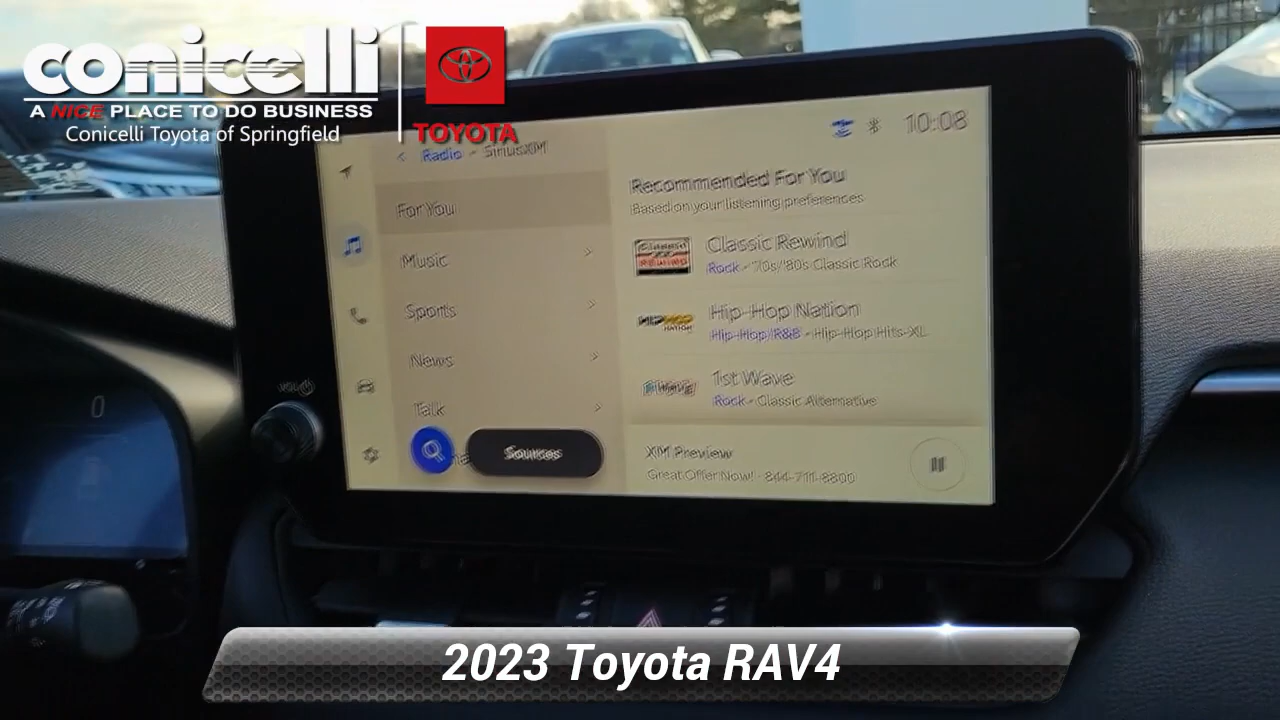 conicelli
A NICE PLACE TO DO BUSINESS
Conicelli Toyota of Springfield
TOYOTA
Radio - SiriusXM
10:08
For You
Music
Sports
News
Talk
Sources
Recommended For You
Based on your listening preferences
Classic Rewind
Rock - '70s/'80s Classic Rock
Hip-Hop Nation
Hip-Hop/R&B - Hip-Hop Hits-XL
1st Wave
Rock - Classic Alternative
XM Preview
Great Offer Now! - 844-711-8800
VOL
0
2023 Toyota RAV4